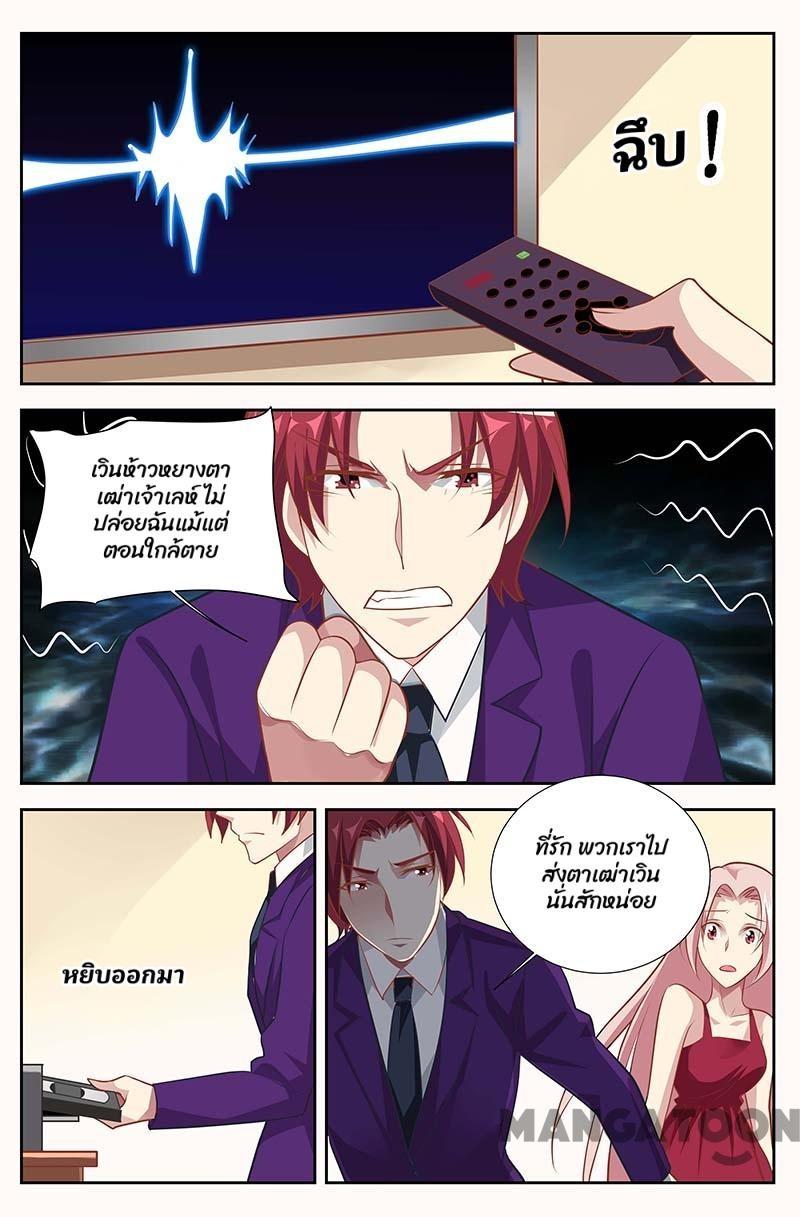 ฉึบ!
เวินห้าวหยางตา
เฒ่าเจ้าเลห์ ไม่
ปล่อยฉันแม้แต่
ตอนใกล้ตาย
หยิบออกมา
ที่รัก พวกเราไป
ส่งตาเฒ่าเวิน
นั่นสักหน่อย
MANGATOON